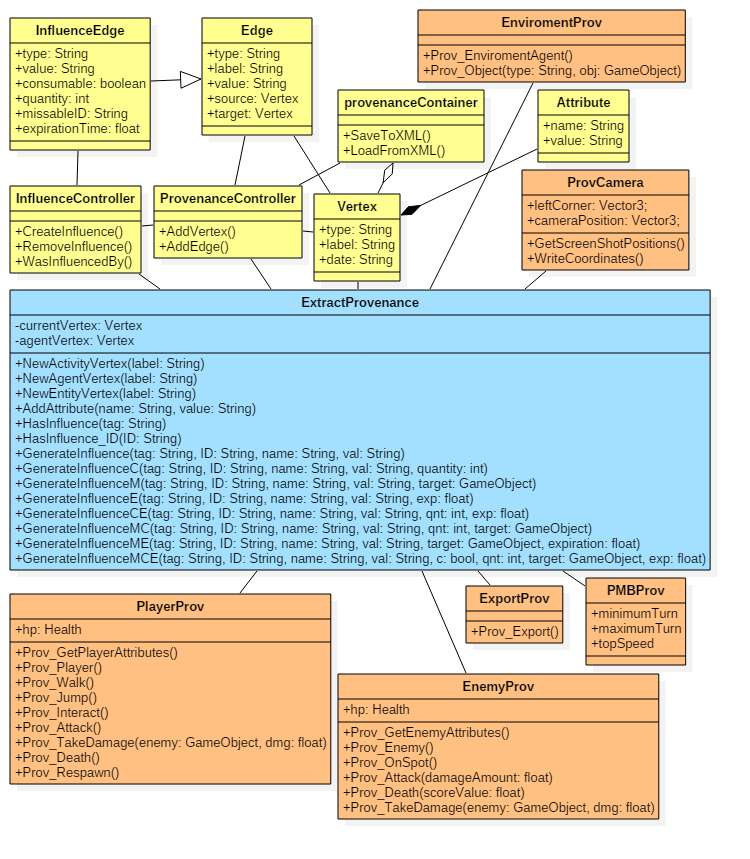 InfluenceEdge
+type: String
+value: String
+consumable: boolean
+quantity: int
+missableID: String
+expirationTime: float
Edge
+type: String
+label: String
+value: String
+source: Vertex
+target: Vertex
EnviromentProv
+Prov_EnviromentAgent()
+Prov_Object(type: String, obj: GameObject)
provenanceContainer
+SaveToXML()
+LoadFromXML()
Attribute
+name: String
+value: String
InfluenceController
+CreateInfluence()
+RemoveInfluence()
+WasInfluencedBy()
ProvenanceController
+AddVertex()
+AddEdge()
Vertex
+type: String
+label: String
+date: String
ProvCamera
+leftCorner: Vector3;
+cameraPosition: Vector3;
+GetScreenShotPositions()
+WriteCoordinates()
ExtractProvenance
-currentVertex: Vertex
-agentVertex: Vertex
+NewActivityVertex(label: String)
+NewAgentVertex(label: String)
+NewEntityVertex(label: String)
+AddAttribute(name: String, value: String)
+HasInfluence(tag: String)
+HasInfluence_ID(ID: String)
+GenerateInfluence(tag: String, ID: String, name: String, val: String)
+GenerateInfluenceC(tag: String, ID: String, name: String, val: String, quantity: int)
+GenerateInfluenceM(tag: String, ID: String, name: String, val: String, target: GameObject)
+GenerateInfluenceE(tag: String, ID: String, name: String, val: String, exp: float)
+GenerateInfluenceCE(tag: String, ID: String, name: String, val: String, qnt: int, exp: float)
+GenerateInfluenceMC(tag: String, ID: String, name: String, val: String, qnt: int, target: GameObject)
+GenerateInfluenceME(tag: String, ID: String, name: String, val: String, target: GameObject, expiration: float)
+GenerateInfluenceMCE(tag: String, ID: String, name: String, val: String, c: bool, qnt: int, target: GameObject, exp: float)
PlayerProv
+hp: Health
+Prov_GetPlayerAttributes()
+Prov_Player()
+Prov_Walk()
+Prov_Jump()
+Prov_Interact()
+Prov_Attack()
+Prov_TakeDamage(enemy: GameObject, dmg: float)
+Prov_Death()
+Prov_Respawn()
ExportProv
+Prov_Export()
PMBProv
+minimumTurn
+maximumTurn
+topSpeed
EnemyProv
+hp: Health
+Prov_GetEnemyAttributes()
+Prov_Enemy()
+Prov_OnSpot()
+Prov_Attack(damageAmount: float)
+Prov_Death(scoreValue: float)
+Prov_TakeDamage(enemy: GameObject, dmg: float)